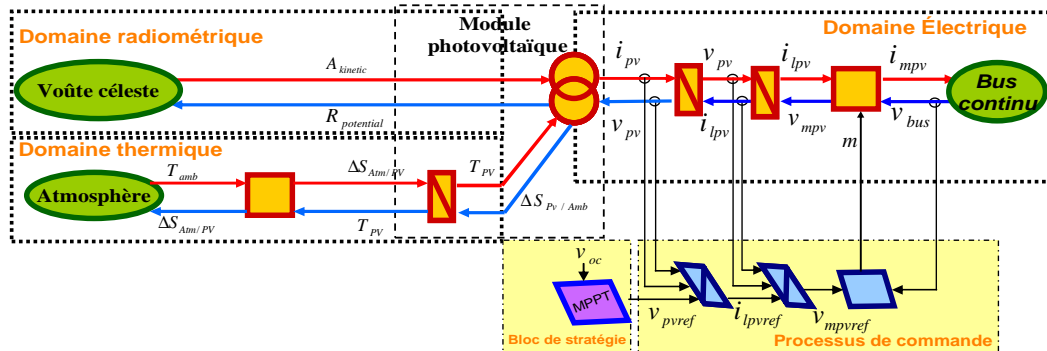 Domaine radiométrique
Voûte céleste
A_kinetic
R_potential
Module
photovoltaïque
Domaine Électrique
i_pv
v_pv
i_lpv
i_mpv
v_pv
i_lpv
v_mpv
v_bus
m
Bus
continu
Domaine thermique
Atmosphère
T_amb
ΔS_Atm/PV
ΔS_Atm/PV
T_PV
T_PV
ΔS_Pv / Amb
v_oc
MPPT
v_pvref
i_lpvref
v_mpvref
Bloc de stratégie
Processus de commande